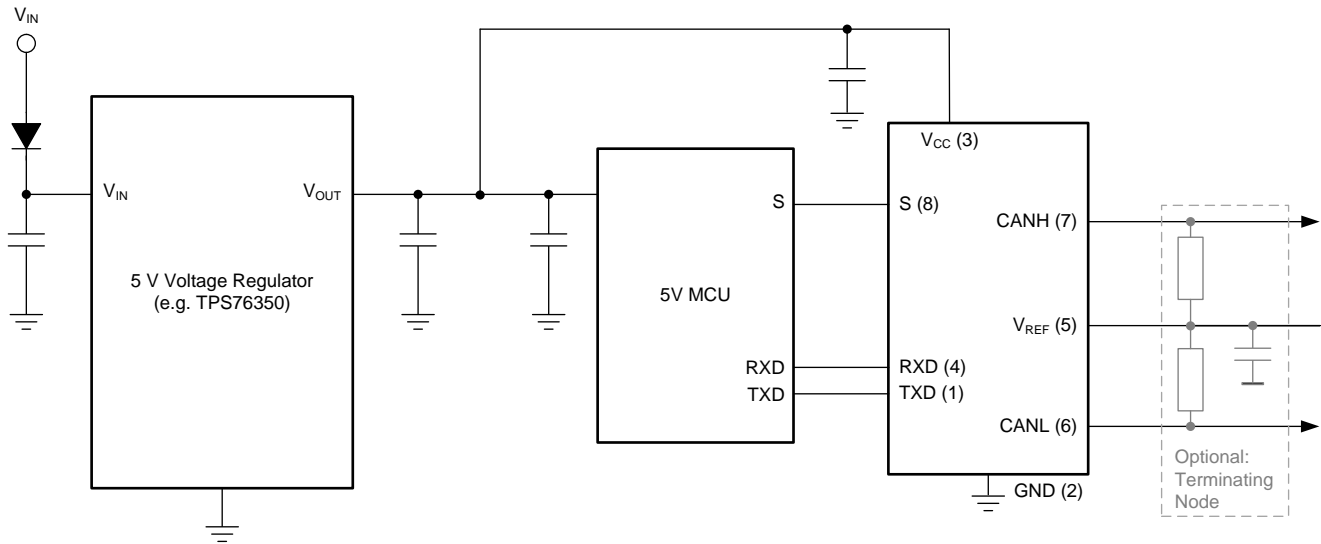 VIN
VIN
VOUT
5 V Voltage Regulator
(e.g. TPS76350)
S
5V MCU
RXD
TXD
VCC (3)
S (8)
CANH (7)
VREF (5)
RXD (4)
TXD (1)
CANL (6)
GND (2)
Optional:
Terminating
Node